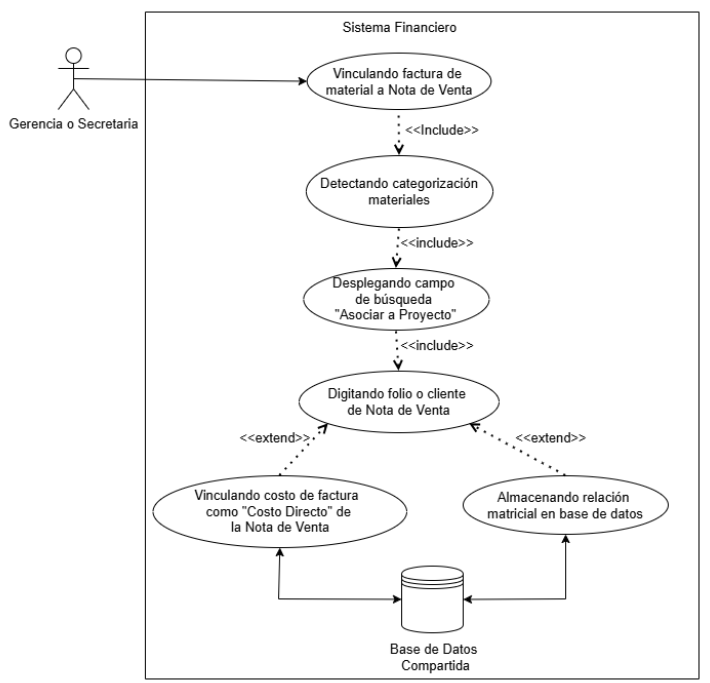 Sistema Financiero
Vinculando factura de
material a Nota de Venta
Gerencia o Secretaria
<<Include>>
Detectando categorización
materiales
<<include>>
Desplegando campo
de búsqueda
"Asociar a Proyecto"
<<include>>
Digitando folio o cliente
de Nota de Venta
<<extend>>
<<extend>>
Vinculando costo de factura
como "Costo Directo" de
la Nota de Venta
Almacenando relación
matricial en base de datos
Base de Datos
Compartida